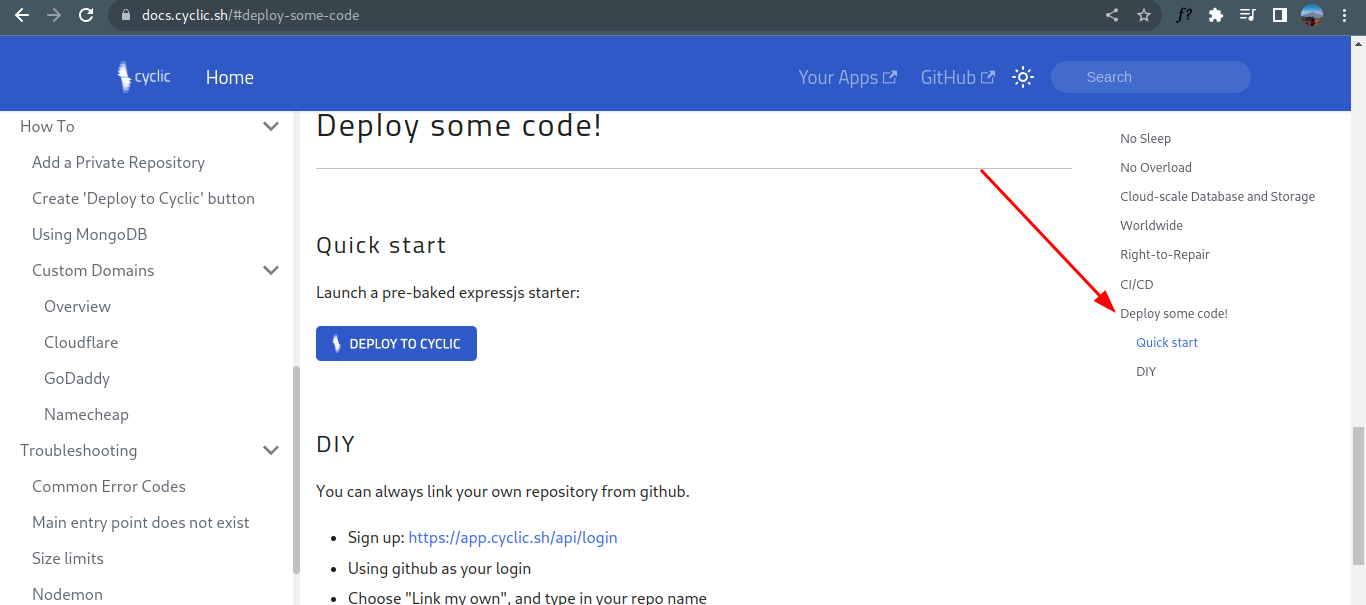 docs.cyclic.sh/#deploy-some-code
f?
cyclic
Home
Your Apps
GitHub
Search
How To
Add a Private Repository
Create 'Deploy to Cyclic' button
Using MongoDB
Custom Domains
Overview
Cloudflare
GoDaddy
Namecheap
Troubleshooting
Common Error Codes
Main entry point does not exist
Size limits
Nodemon
Deploy some code!
Quick start
Launch a pre-baked expressjs starter:
DEPLOY TO CYCLIC
DIY
You can always link your own repository from github.
• Sign up: https://app.cyclic.sh/api/login
• Using github as your login
• Choose "Link my own", and type in your repo name
No Sleep
No Overload
Cloud-scale Database and Storage
Worldwide
Right-to-Repair
CI/CD
Deploy some code!
Quick start
DIY